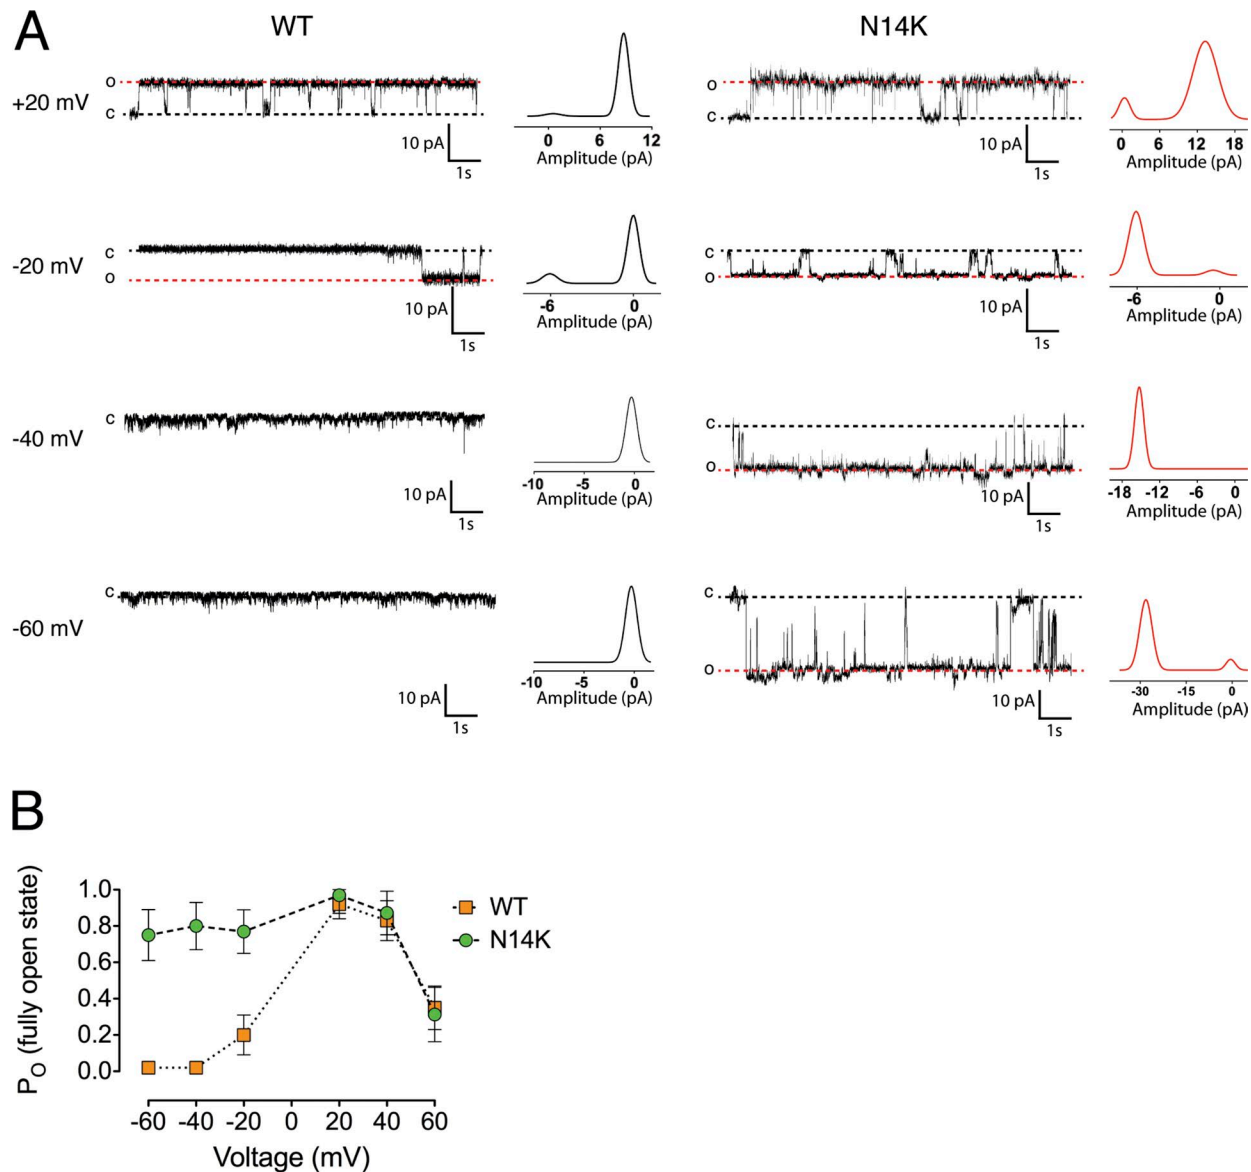 A
WT
N14K
+20 mV
o
c
10 pA
1s
0 6 12
Amplitude (pA)
o
c
10 pA
1s
0 6 12 18
Amplitude (pA)
-20 mV
c
o
10 pA
1s
-6 0
Amplitude (pA)
c
o
10 pA
1s
-6 0
Amplitude (pA)
-40 mV
c
10 pA
1s
-10 -5 0
Amplitude (pA)
c
o
10 pA
1s
-18 -12 -6 0
Amplitude (pA)
-60 mV
c
10 pA
1s
-10 -5 0
Amplitude (pA)
c
o
10 pA
1s
-30 -15 0
Amplitude (pA)
B
PO (fully open state)
1.0
0.8
0.6
0.4
0.2
0.0
-60 -40 -20 0 20 40 60
Voltage (mV)
WT
N14K